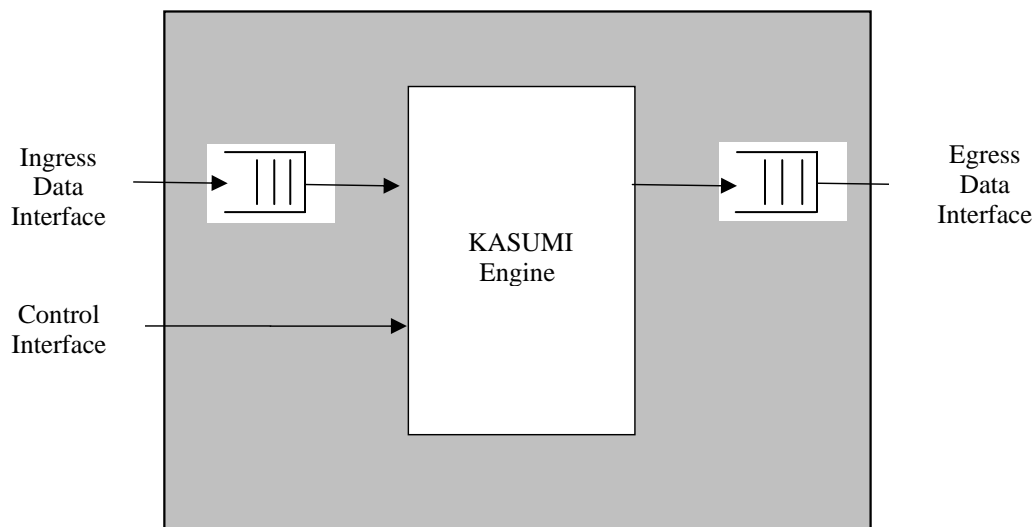 Ingress
Data
Interface
Control
Interface
KASUMI
Engine
Egress
Data
Interface